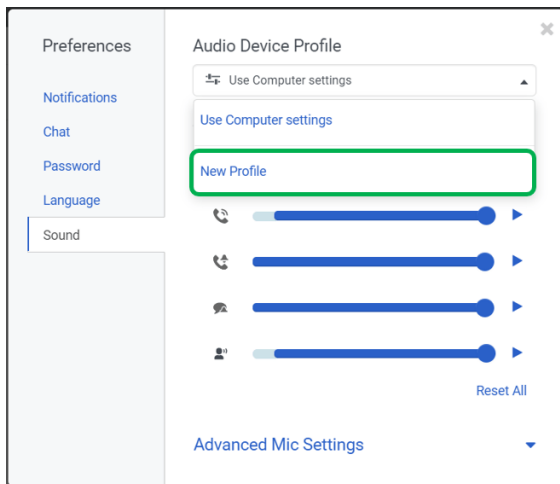 Preferences
Notifications
Chat
Password
Language
Sound
Audio Device Profile
Use Computer settings
Use Computer settings
New Profile
Reset All
Advanced Mic Settings